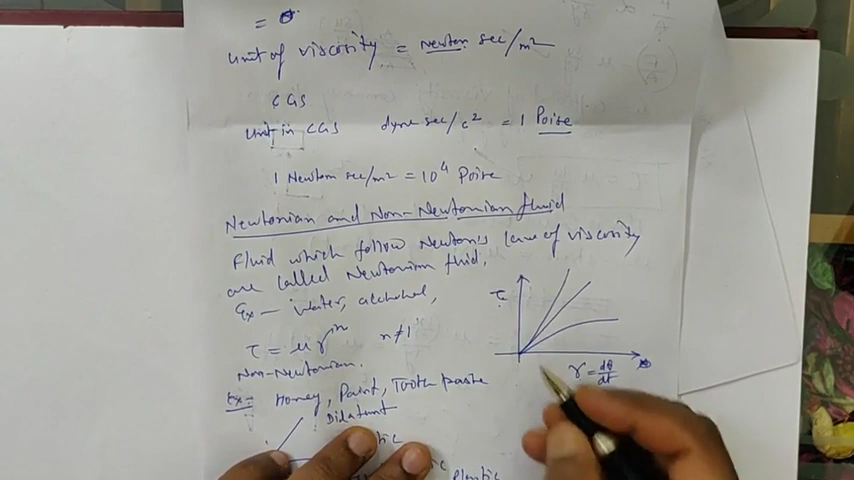 =
Unit of viscosity = Newton sec/m²
CGS
Unit in CGS dyne sec/c² = 1 Poise
1 Newton sec/m² = 10⁴ Poise
Newtonian and Non-Newtonian fluid
Fluid which follow Newton's law of viscosity
are called Newtonian fluid.
Ex — Water, alcohol,
τ = μ γⁿ n≠1
τ
γ = dθ/dt
Non-Newtonian.
Ex- Honey, Paint, Tooth paste
Dilatant
Plastic